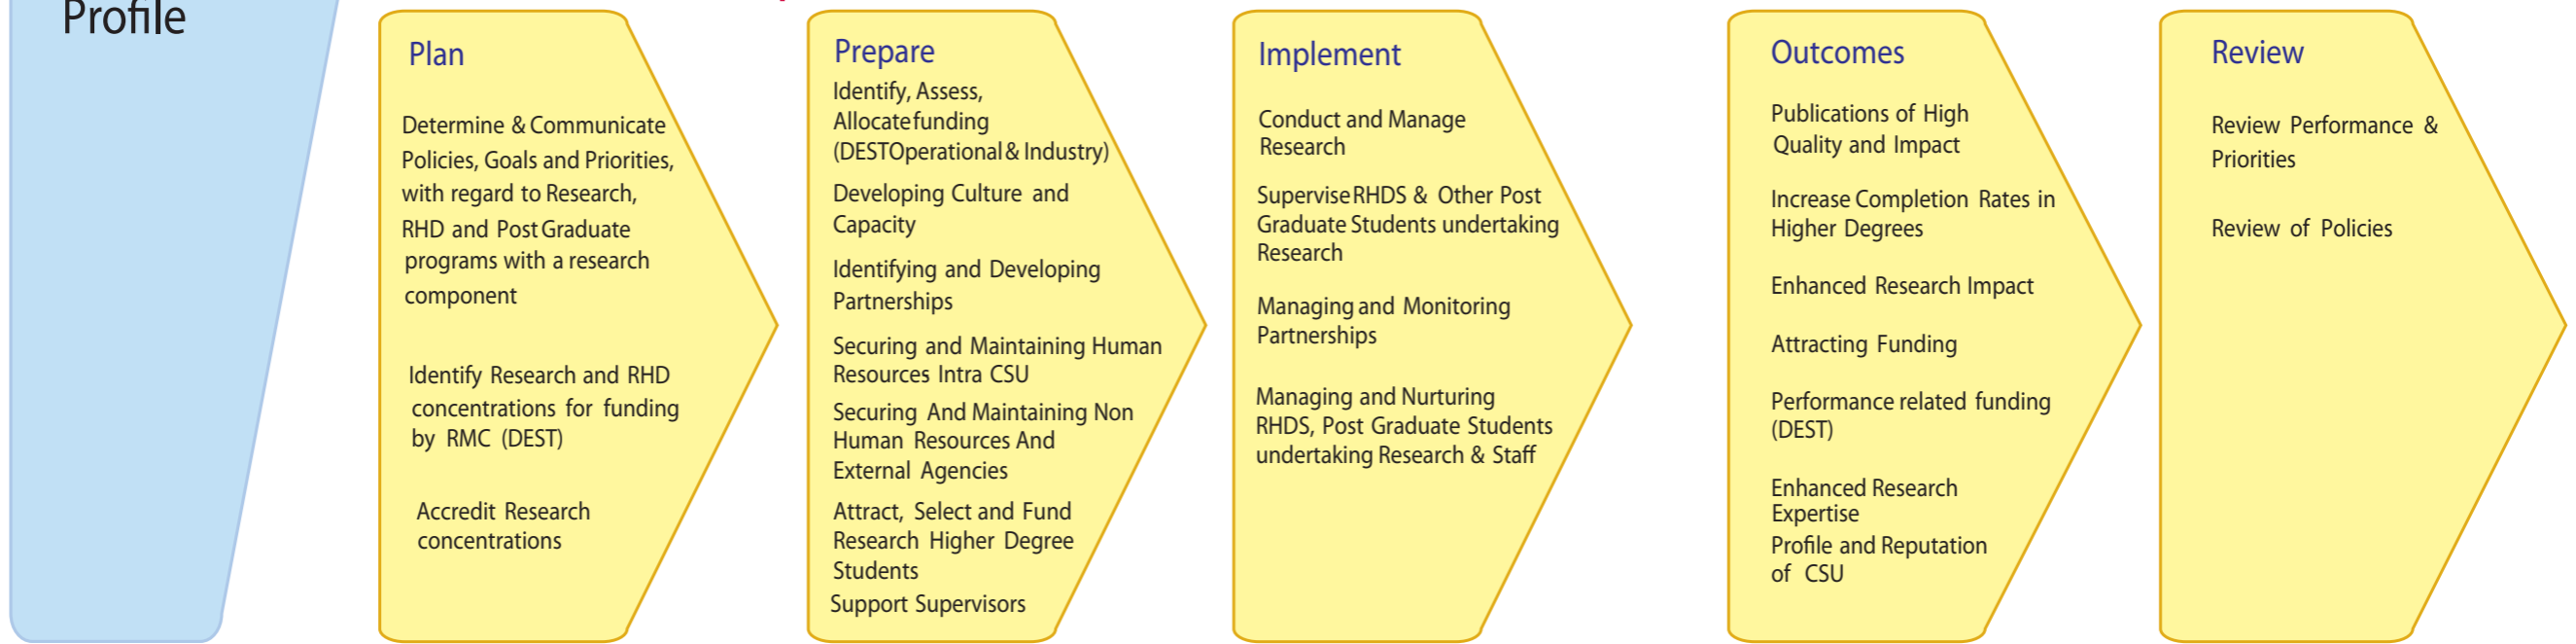 Profile
Plan
Determine & Communicate
Policies, Goals and Priorities,
with regard to Research,
RHD and Post Graduate
programs with a research
component
Identify Research and RHD
concentrations for funding
by RMC (DEST)
Accredit Research
concentrations
Prepare
Identify, Assess,
Allocate funding
(DEST Operational & Industry)
Developing Culture and
Capacity
Identifying and Developing
Partnerships
Securing and Maintaining Human
Resources Intra CSU
Securing And Maintaining Non
Human Resources And
External Agencies
Attract, Select and Fund
Research Higher Degree
Students
Support Supervisors
Implement
Conduct and Manage
Research
Supervise RHDS & Other Post
Graduate Students undertaking
Research
Managing and Monitoring
Partnerships
Managing and Nurturing
RHDS, Post Graduate Students
undertaking Research & Staff
Outcomes
Publications of High
Quality and Impact
Increase Completion Rates in
Higher Degrees
Enhanced Research Impact
Attracting Funding
Performance related funding
(DEST)
Enhanced Research
Expertise
Profile and Reputation
of CSU
Review
Review Performance &
Priorities
Review of Policies